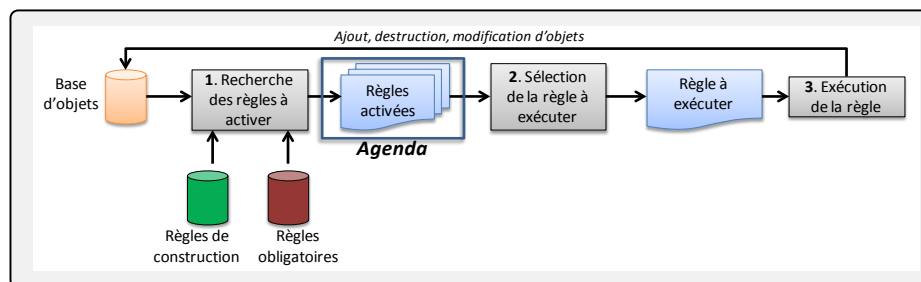 Ajout, destruction, modification d'objets
Base
d'objets
1. Recherche
des règles à
activer
Règles
activées
Agenda
2. Sélection
de la règle à
exécuter
Règle à
exécuter
3. Exécution
de la règle
Règles de
construction
Règles
obligatoires